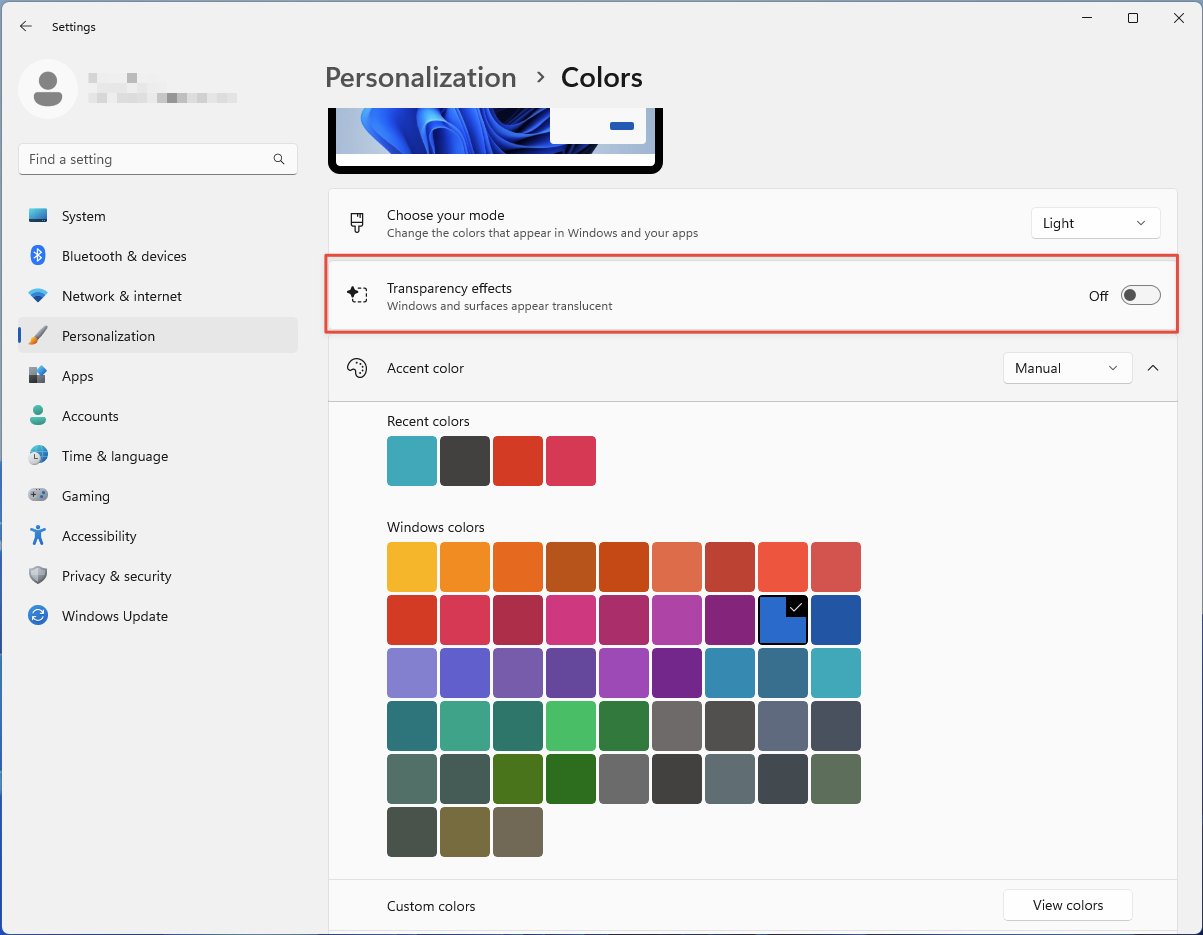 Settings
Find a setting
System
Bluetooth & devices
Network & internet
Personalization
Apps
Accounts
Time & language
Gaming
Accessibility
Privacy & security
Windows Update
Personalization › Colors
Choose your mode
Change the colors that appear in Windows and your apps
Light
Transparency effects
Windows and surfaces appear translucent
Off
Accent color
Manual
Recent colors
Windows colors
Custom colors
View colors